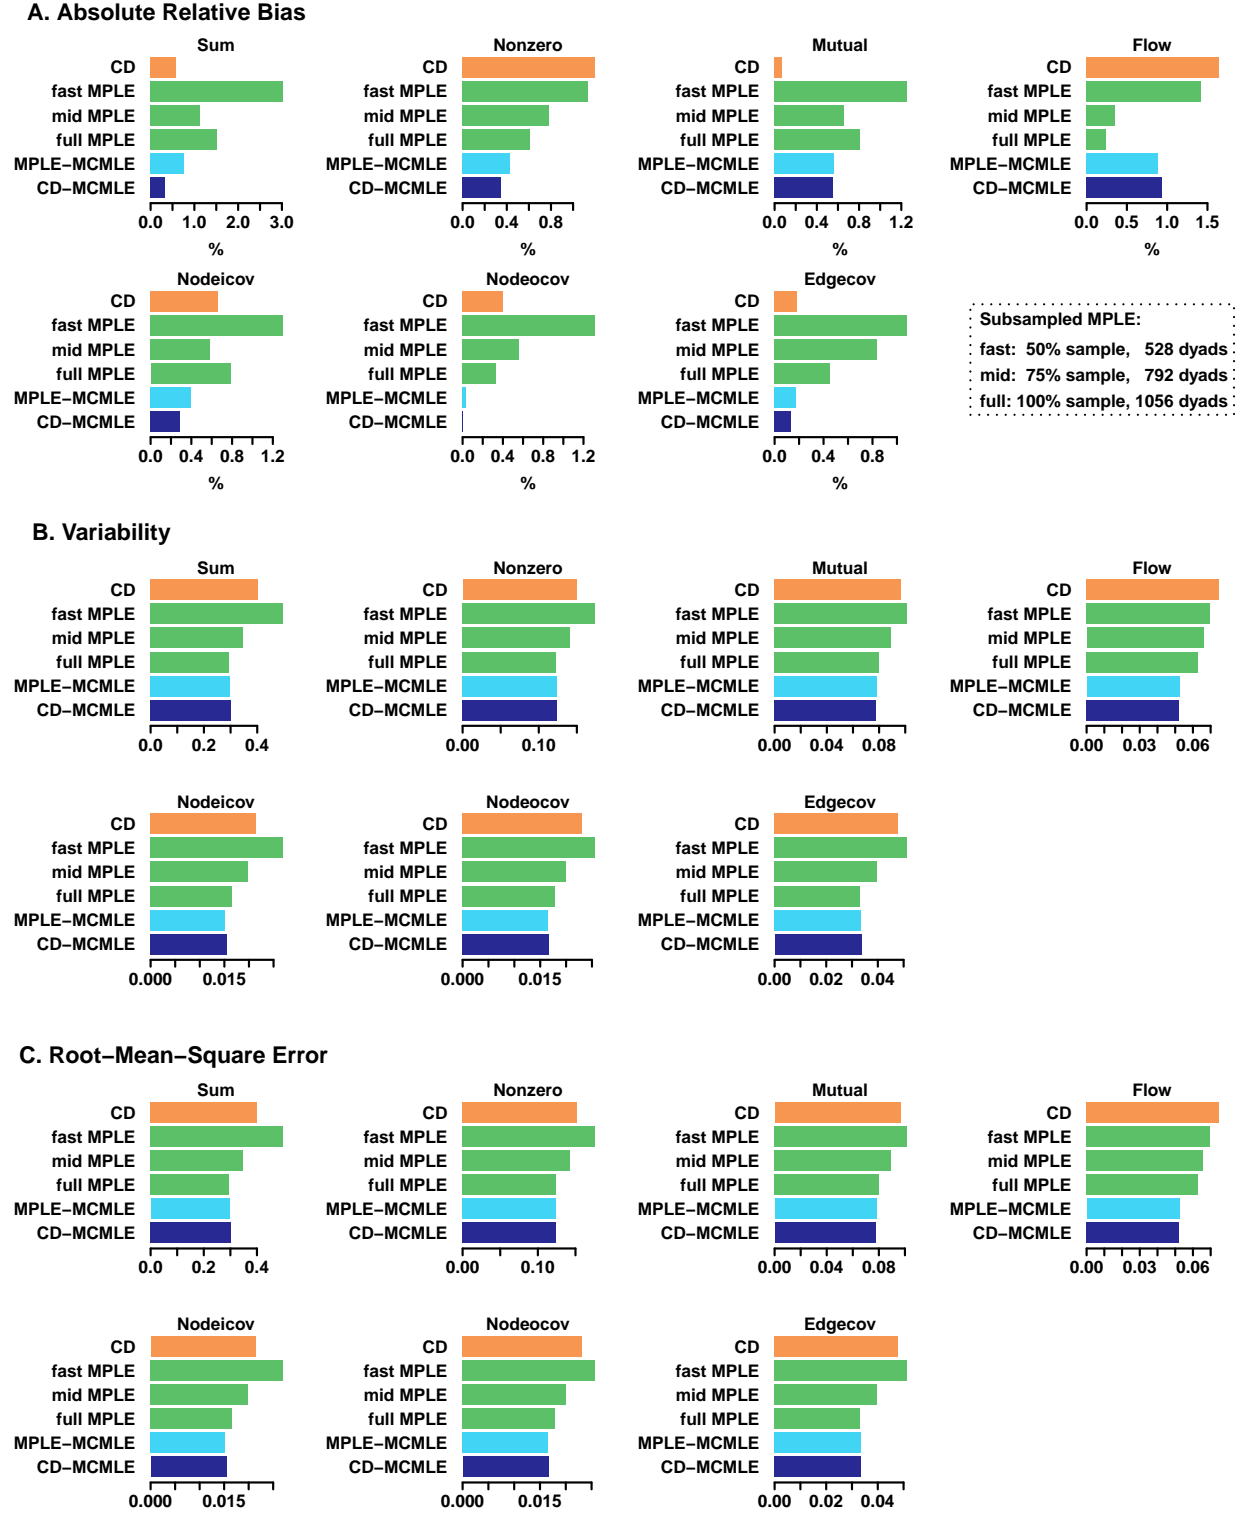 A. Absolute Relative Bias
Sum Nonzero Mutual Flow
CD CD CD CD
fast MPLE fast MPLE fast MPLE fast MPLE
mid MPLE mid MPLE mid MPLE mid MPLE
full MPLE full MPLE full MPLE full MPLE
MPLE−MCMLE MPLE−MCMLE MPLE−MCMLE MPLE−MCMLE
CD−MCMLE CD−MCMLE CD−MCMLE CD−MCMLE
0.0 1.0 2.0 3.0 0.0 0.4 0.8 0.0 0.4 0.8 1.2 0.0 0.5 1.0 1.5
% % % %
Nodeicov Nodeocov Edgecov
CD CD CD
fast MPLE fast MPLE fast MPLE
mid MPLE mid MPLE mid MPLE
full MPLE full MPLE full MPLE
MPLE−MCMLE MPLE−MCMLE MPLE−MCMLE
CD−MCMLE CD−MCMLE CD−MCMLE
0.0 0.4 0.8 1.2 0.0 0.4 0.8 1.2 0.0 0.4 0.8
% % %
Subsampled MPLE:
fast: 50% sample, 528 dyads
mid: 75% sample, 792 dyads
full: 100% sample, 1056 dyads
B. Variability
Sum Nonzero Mutual Flow
CD CD CD CD
fast MPLE fast MPLE fast MPLE fast MPLE
mid MPLE mid MPLE mid MPLE mid MPLE
full MPLE full MPLE full MPLE full MPLE
MPLE−MCMLE MPLE−MCMLE MPLE−MCMLE MPLE−MCMLE
CD−MCMLE CD−MCMLE CD−MCMLE CD−MCMLE
0.0 0.2 0.4 0.00 0.10 0.00 0.04 0.08 0.00 0.03 0.06
Nodeicov Nodeocov Edgecov
CD CD CD
fast MPLE fast MPLE fast MPLE
mid MPLE mid MPLE mid MPLE
full MPLE full MPLE full MPLE
MPLE−MCMLE MPLE−MCMLE MPLE−MCMLE
CD−MCMLE CD−MCMLE CD−MCMLE
0.000 0.015 0.000 0.015 0.00 0.02 0.04
C. Root−Mean−Square Error
Sum Nonzero Mutual Flow
CD CD CD CD
fast MPLE fast MPLE fast MPLE fast MPLE
mid MPLE mid MPLE mid MPLE mid MPLE
full MPLE full MPLE full MPLE full MPLE
MPLE−MCMLE MPLE−MCMLE MPLE−MCMLE MPLE−MCMLE
CD−MCMLE CD−MCMLE CD−MCMLE CD−MCMLE
0.0 0.2 0.4 0.00 0.10 0.00 0.04 0.08 0.00 0.03 0.06
Nodeicov Nodeocov Edgecov
CD CD CD
fast MPLE fast MPLE fast MPLE
mid MPLE mid MPLE mid MPLE
full MPLE full MPLE full MPLE
MPLE−MCMLE MPLE−MCMLE MPLE−MCMLE
CD−MCMLE CD−MCMLE CD−MCMLE
0.000 0.015 0.000 0.015 0.00 0.02 0.04